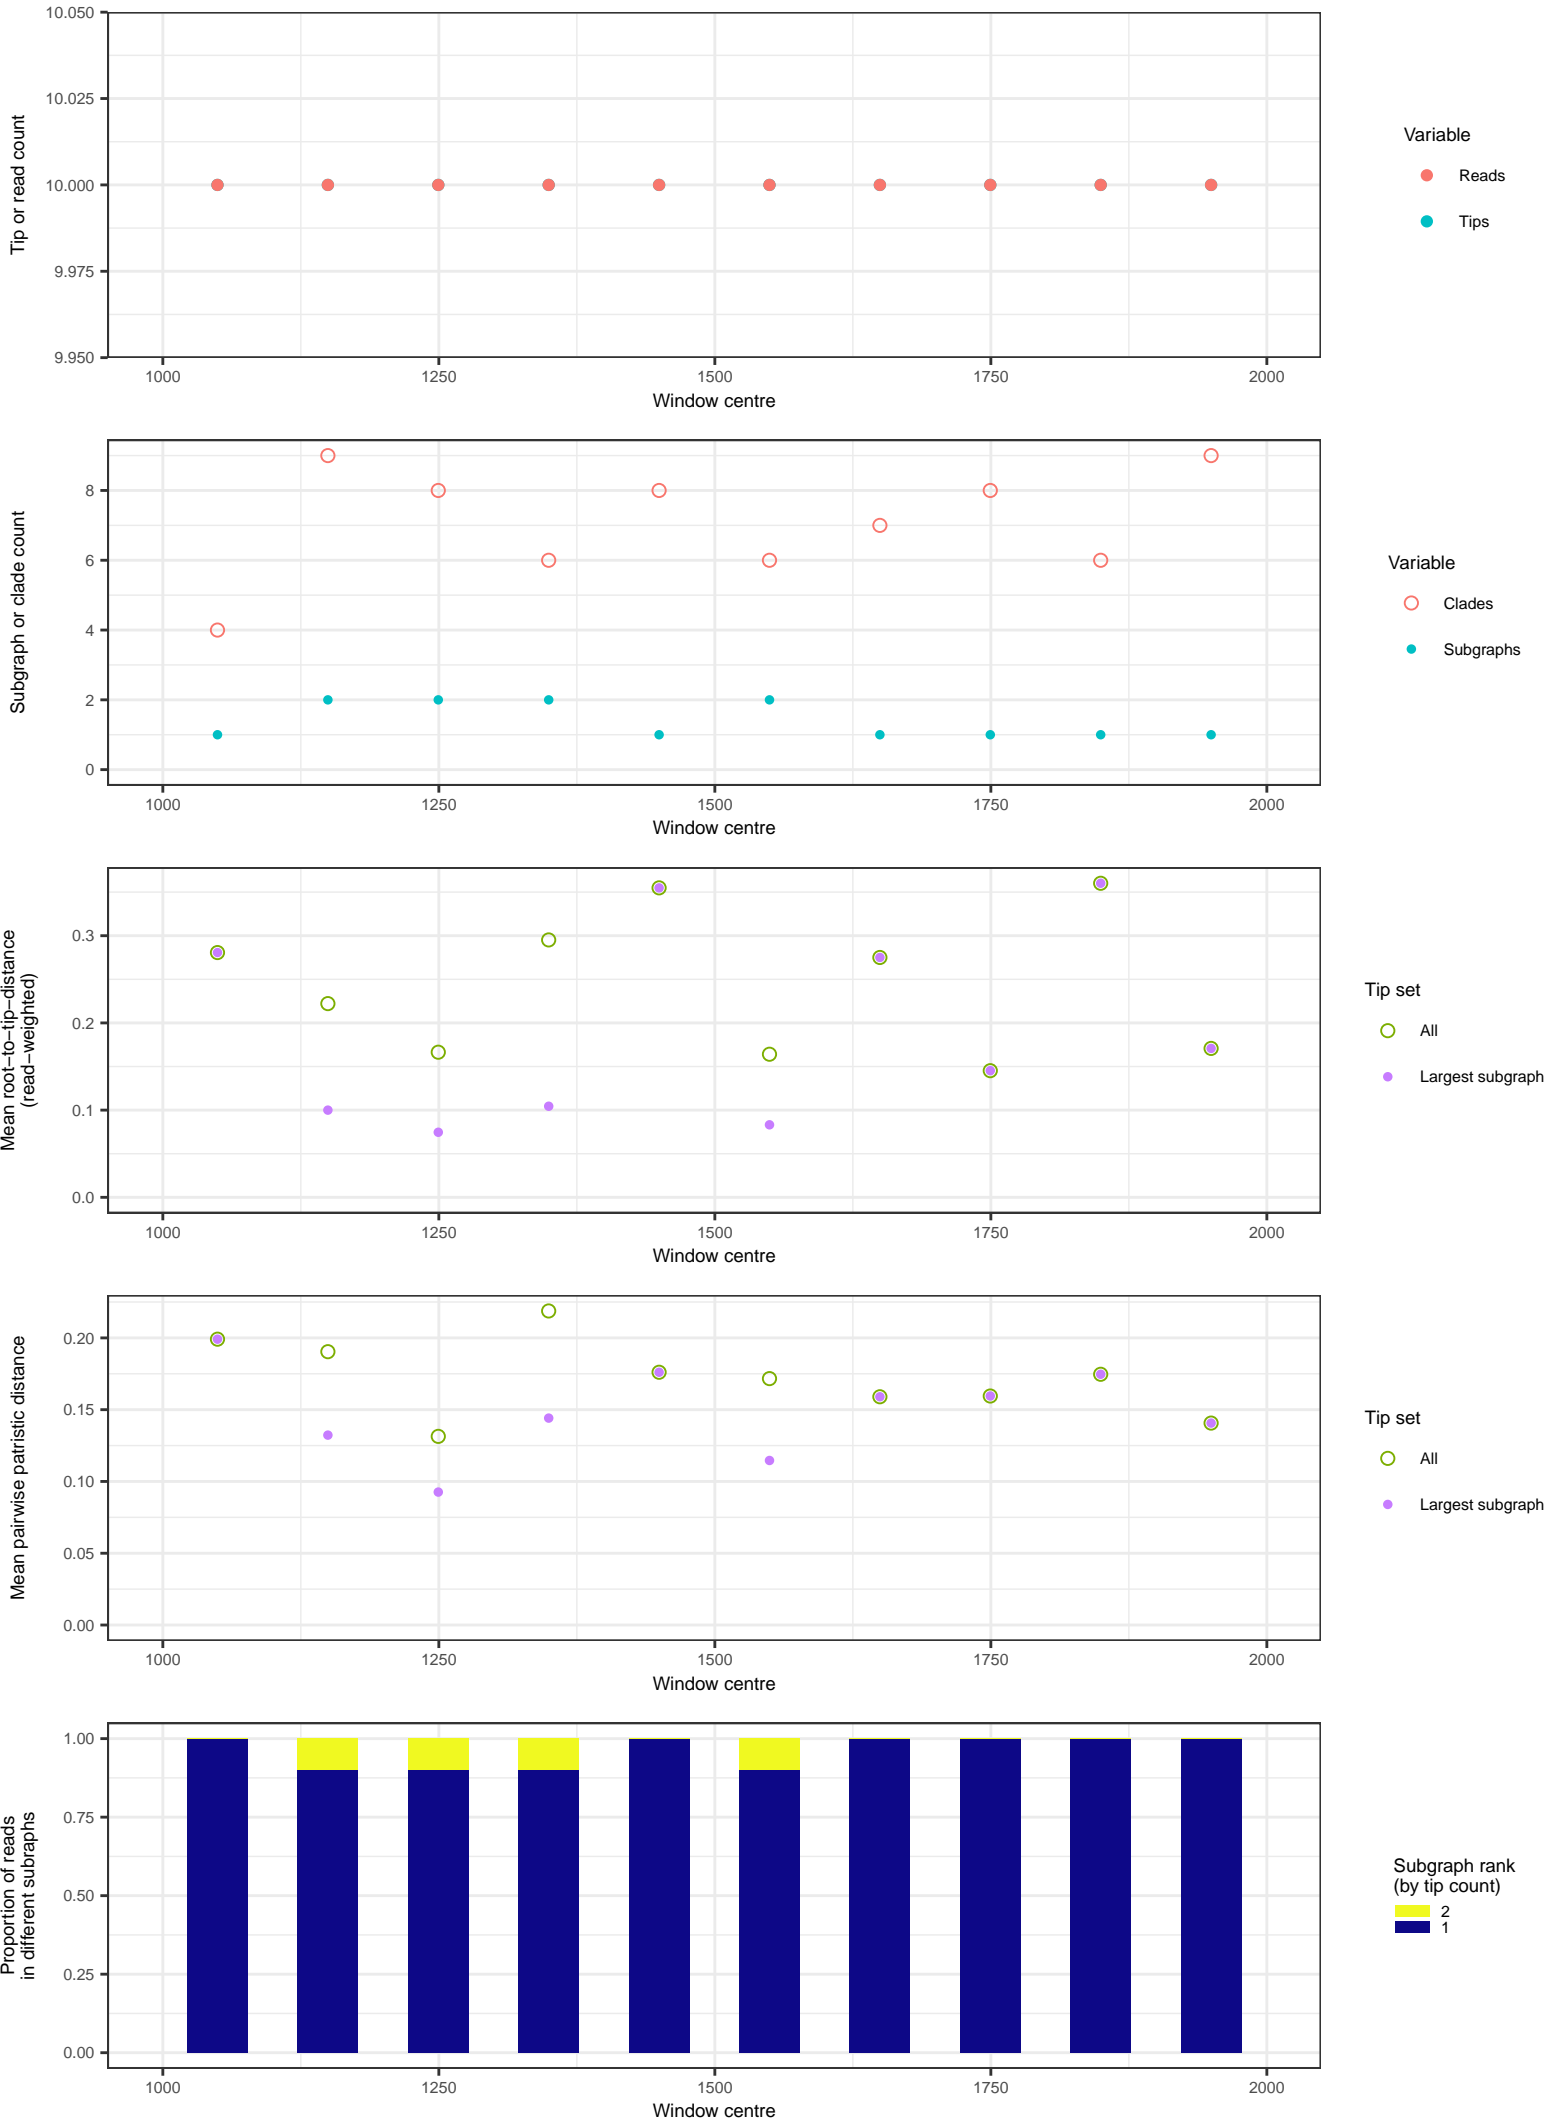 10.050
10.025
10.000
9.975
9.950
Tip or read count
1000 1250 1500 1750 2000
Window centre
Variable
Reads
Tips
8
6
4
2
0
Subgraph or clade count
1000 1250 1500 1750 2000
Window centre
Variable
Clades
Subgraphs
0.3
0.2
0.1
0.0
Mean root−to−tip−distance
(read−weighted)
1000 1250 1500 1750 2000
Window centre
Tip set
All
Largest subgraph
0.20
0.15
0.10
0.05
0.00
Mean pairwise patristic distance
1000 1250 1500 1750 2000
Window centre
Tip set
All
Largest subgraph
1.00
0.75
0.50
0.25
0.00
Proportion of reads
in different subraphs
1000 1250 1500 1750 2000
Window centre
Subgraph rank
(by tip count)
2
1